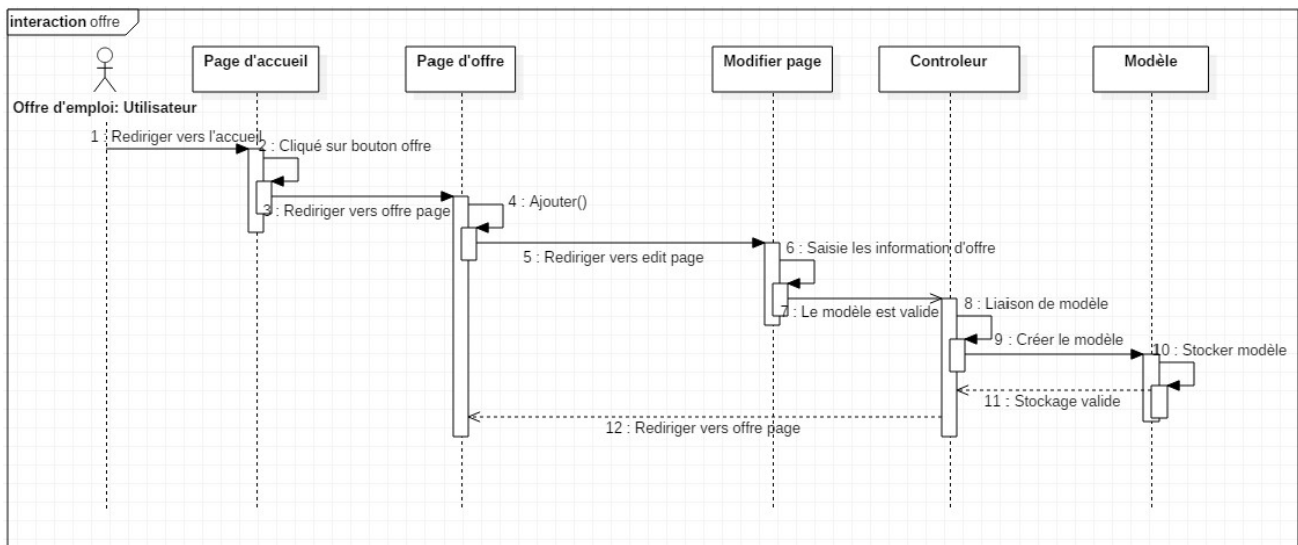 interaction offre
Page d'accueil
Page d'offre
Modifier page
Controleur
Modèle
Offre d'emploi: Utilisateur
1 : Rediriger vers l'accueil
2 : Cliqué sur bouton offre
3 : Rediriger vers offre page
4 : Ajouter()
5 : Rediriger vers edit page
6 : Saisie les information d'offre
7 : Le modèle est valide
8 : Liaison de modèle
9 : Créer le modèle
10 : Stocker modèle
11 : Stockage valide
12 : Rediriger vers offre page